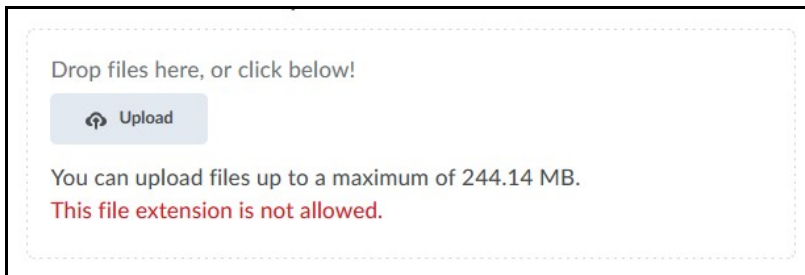 Drop files here, or click below!
Upload
You can upload files up to a maximum of 244.14 MB.
This file extension is not allowed.